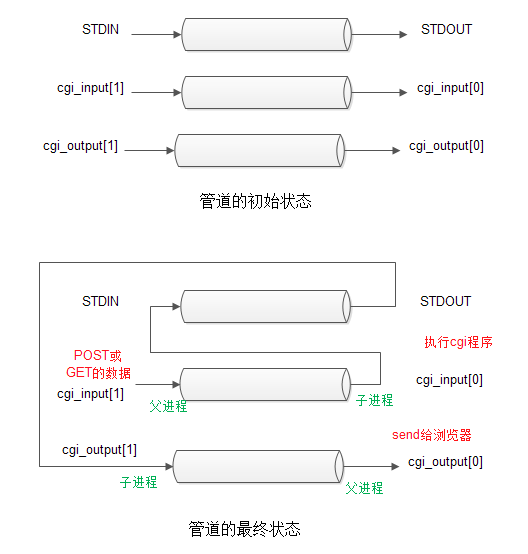 STDIN STDOUT
cgi_input[1] cgi_input[0]
cgi_output[1] cgi_output[0]
管道的初始状态
STDIN STDOUT
执行cgi程序
POST或
GET的数据
cgi_input[1] cgi_input[0]
父进程 子进程
send给浏览器
cgi_output[1] cgi_output[0]
子进程 父进程
管道的最终状态